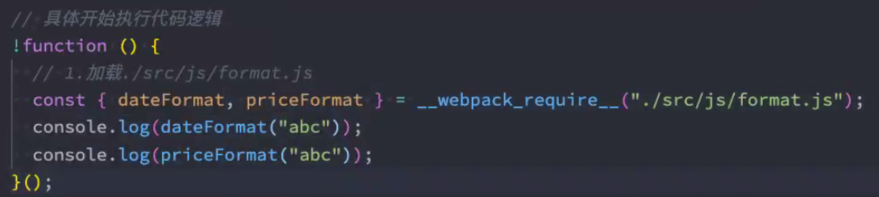 // 具体开始执行代码逻辑
!function () {
// 1.加载./src/js/format.js
const { dateFormat, priceFormat } = __webpack_require__("./src/js/format.js");
console.log(dateFormat("abc"));
console.log(priceFormat("abc"));
}();